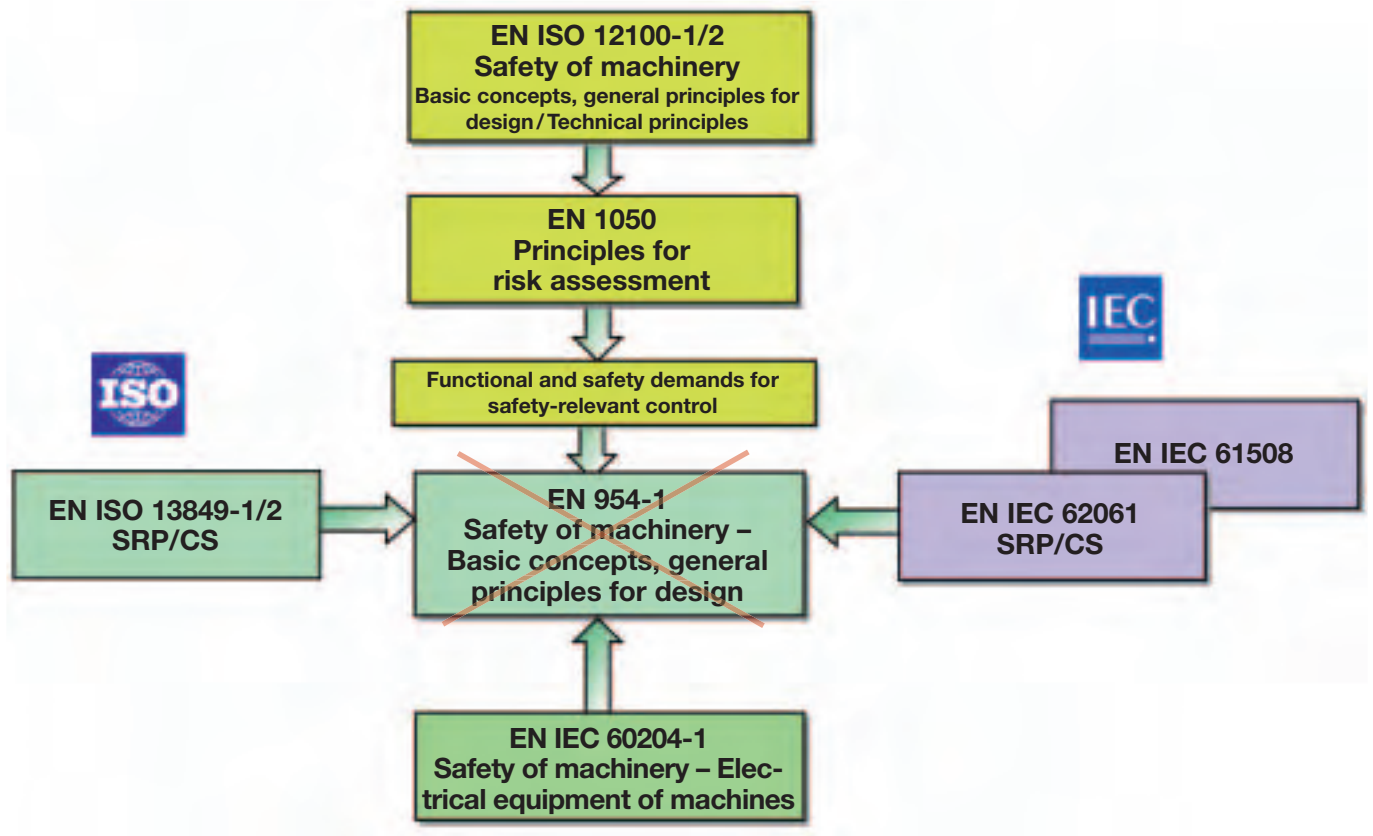 EN ISO 12100-1/2
Safety of machinery
Basic concepts, general principles for
design/Technical principles
EN 1050
Principles for
risk assessment
IEC
Functional and safety demands for
safety-relevant control
ISO
EN IEC 61508
EN ISO 13849-1/2
SRP/CS
EN 954-1
Safety of machinery –
Basic concepts, general
principles for design
EN IEC 62061
SRP/CS
EN IEC 60204-1
Safety of machinery – Elec-
trical equipment of machines